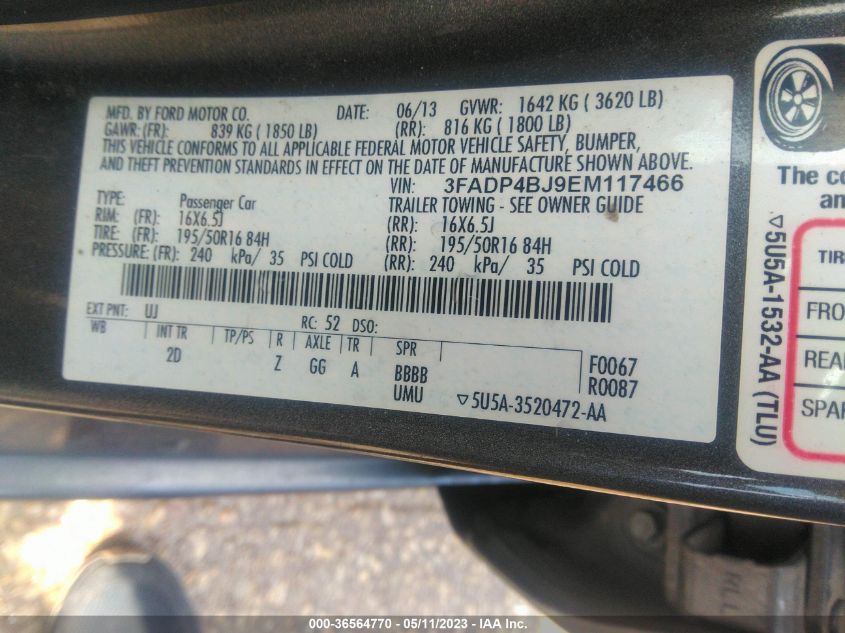 MFD. BY FORD MOTOR CO. DATE: 06/13 GVWR: 1642 KG ( 3620 LB)
GAWR: (FR): 839 KG ( 1850 LB) (RR): 816 KG ( 1800 LB)
THIS VEHICLE CONFORMS TO ALL APPLICABLE FEDERAL MOTOR VEHICLE SAFETY, BUMPER,
AND THEFT PREVENTION STANDARDS IN EFFECT ON THE DATE OF MANUFACTURE SHOWN ABOVE.
VIN: 3FADP4BJ9EM117466
TYPE: Passenger Car TRAILER TOWING - SEE OWNER GUIDE
RIM: (FR): 16X6.5J (RR): 16X6.5J
TIRE: (FR): 195/50R16 84H (RR): 195/50R16 84H
PRESSURE: (FR): 240 kPa/ 35 PSI COLD (RR): 240 kPa/ 35 PSI COLD
EXT PNT: UJ RC: 52 DSO:
WB INT TR TP/PS R AXLE TR SPR F0067
2D Z GG A BBBB R0087
UMU ▽5U5A-3520472-AA
The co
an
▽5U5A-1532-AA (TLU)
TIR
FRO
REA
SPAR
000-36564770 - 05/11/2023 - IAA Inc.